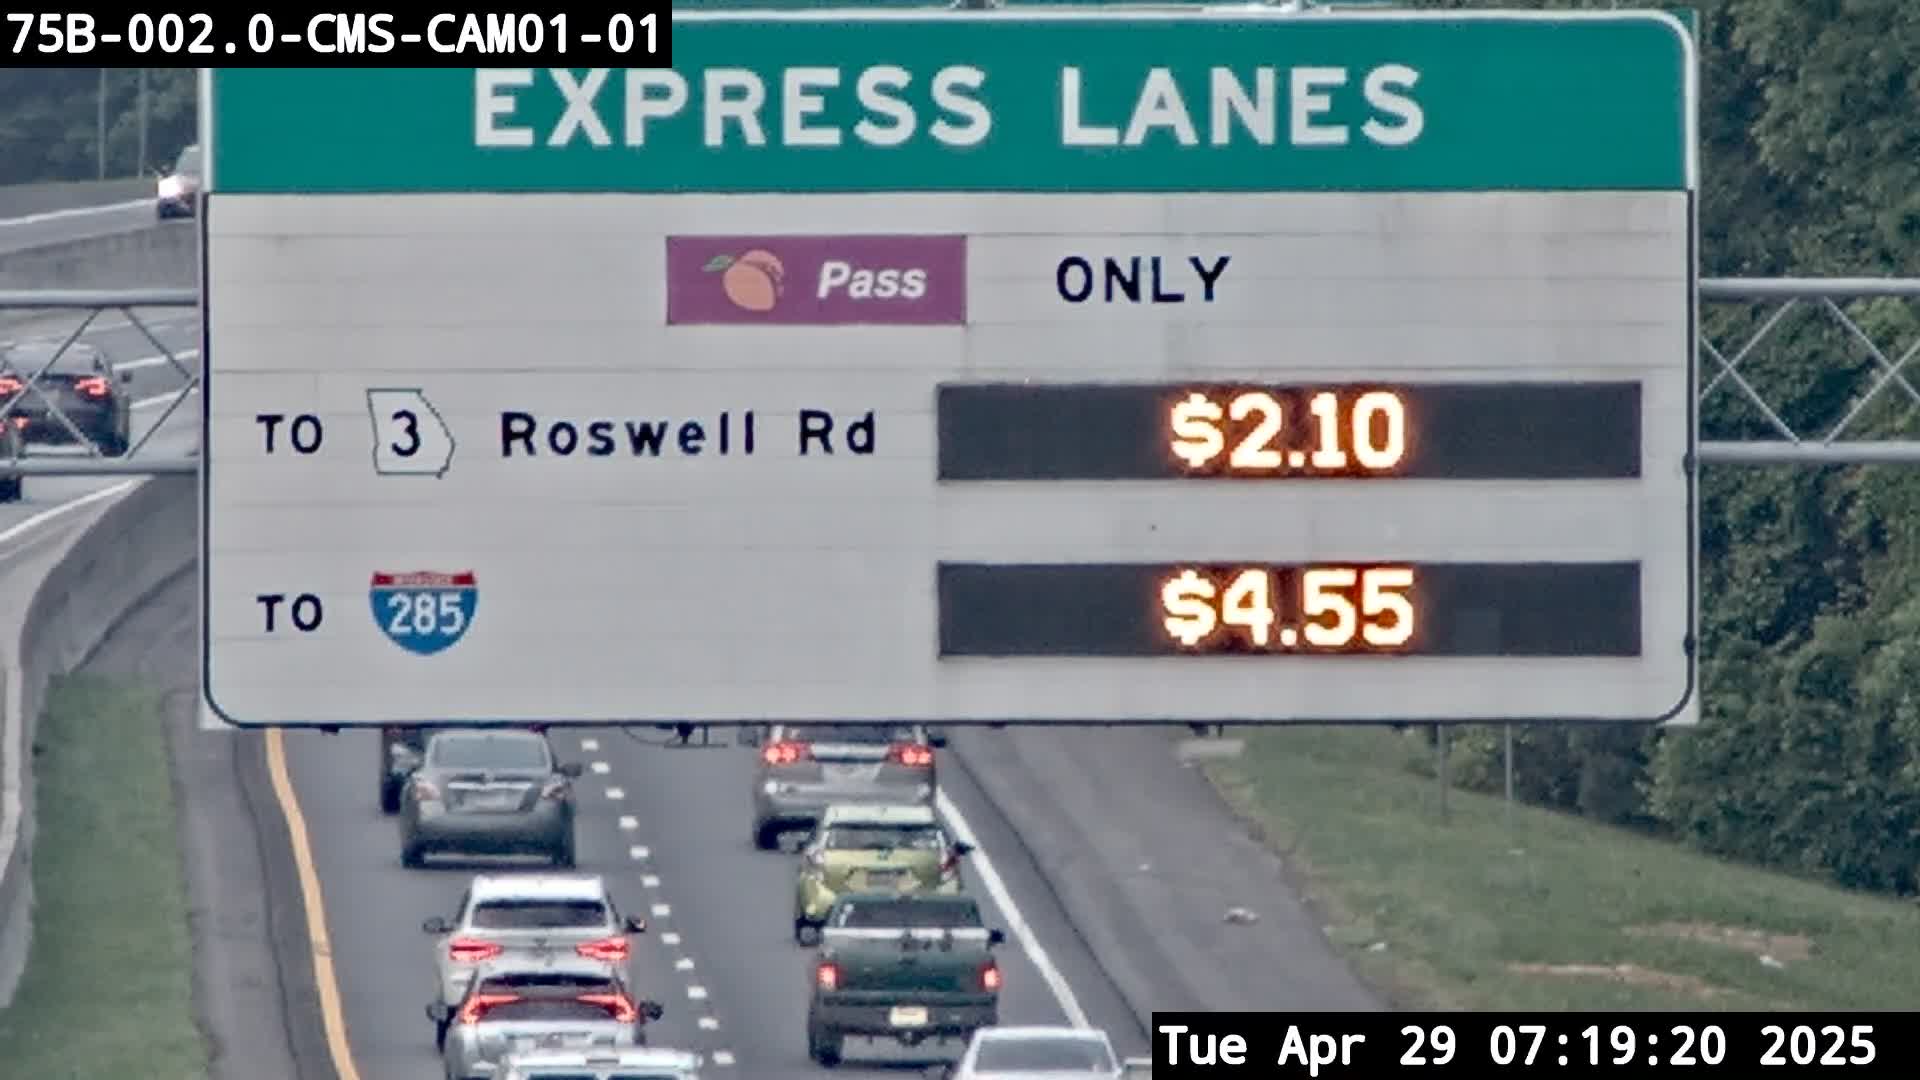 75B-002.0-CMS-CAM01-01
EXPRESS LANES
Pass ONLY
TO 3 Roswell Rd $2.10
TO 285 $4.55
Tue Apr 29 07:19:20 2025